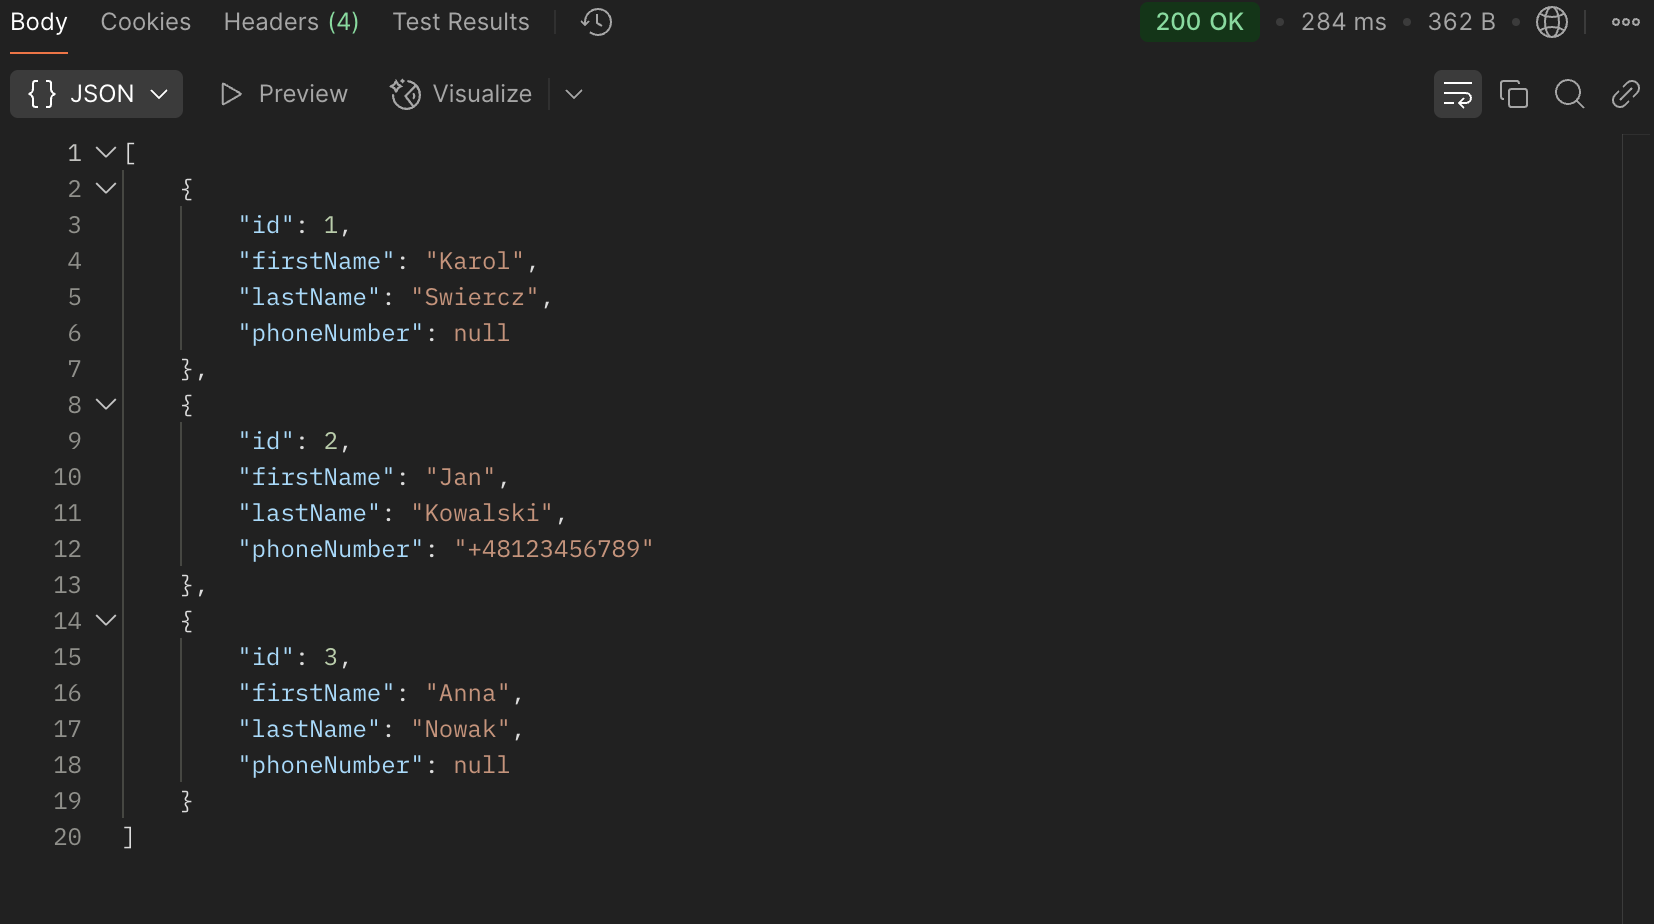 Body Cookies Headers (4) Test Results 200 OK • 284 ms • 362 B •
{} JSON Preview Visualize
1 [
2 {
3 "id": 1,
4 "firstName": "Karol",
5 "lastName": "Swiercz",
6 "phoneNumber": null
7 },
8 {
9 "id": 2,
10 "firstName": "Jan",
11 "lastName": "Kowalski",
12 "phoneNumber": "+48123456789"
13 },
14 {
15 "id": 3,
16 "firstName": "Anna",
17 "lastName": "Nowak",
18 "phoneNumber": null
19 }
20 ]